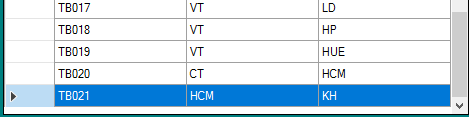 TB017 VT LD
TB018 VT HP
TB019 VT HUE
TB020 CT HCM
TB021 HCM KH